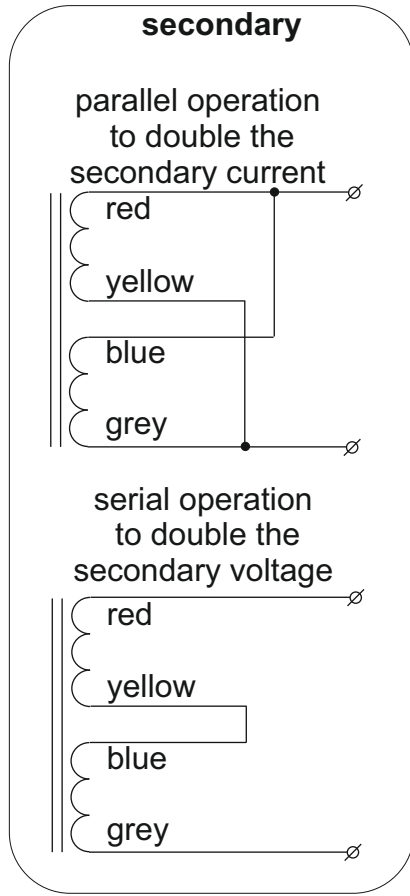 secondary
parallel operation
to double the
secondary current
red
yellow
blue
grey
serial operation
to double the
secondary voltage
red
yellow
blue
grey